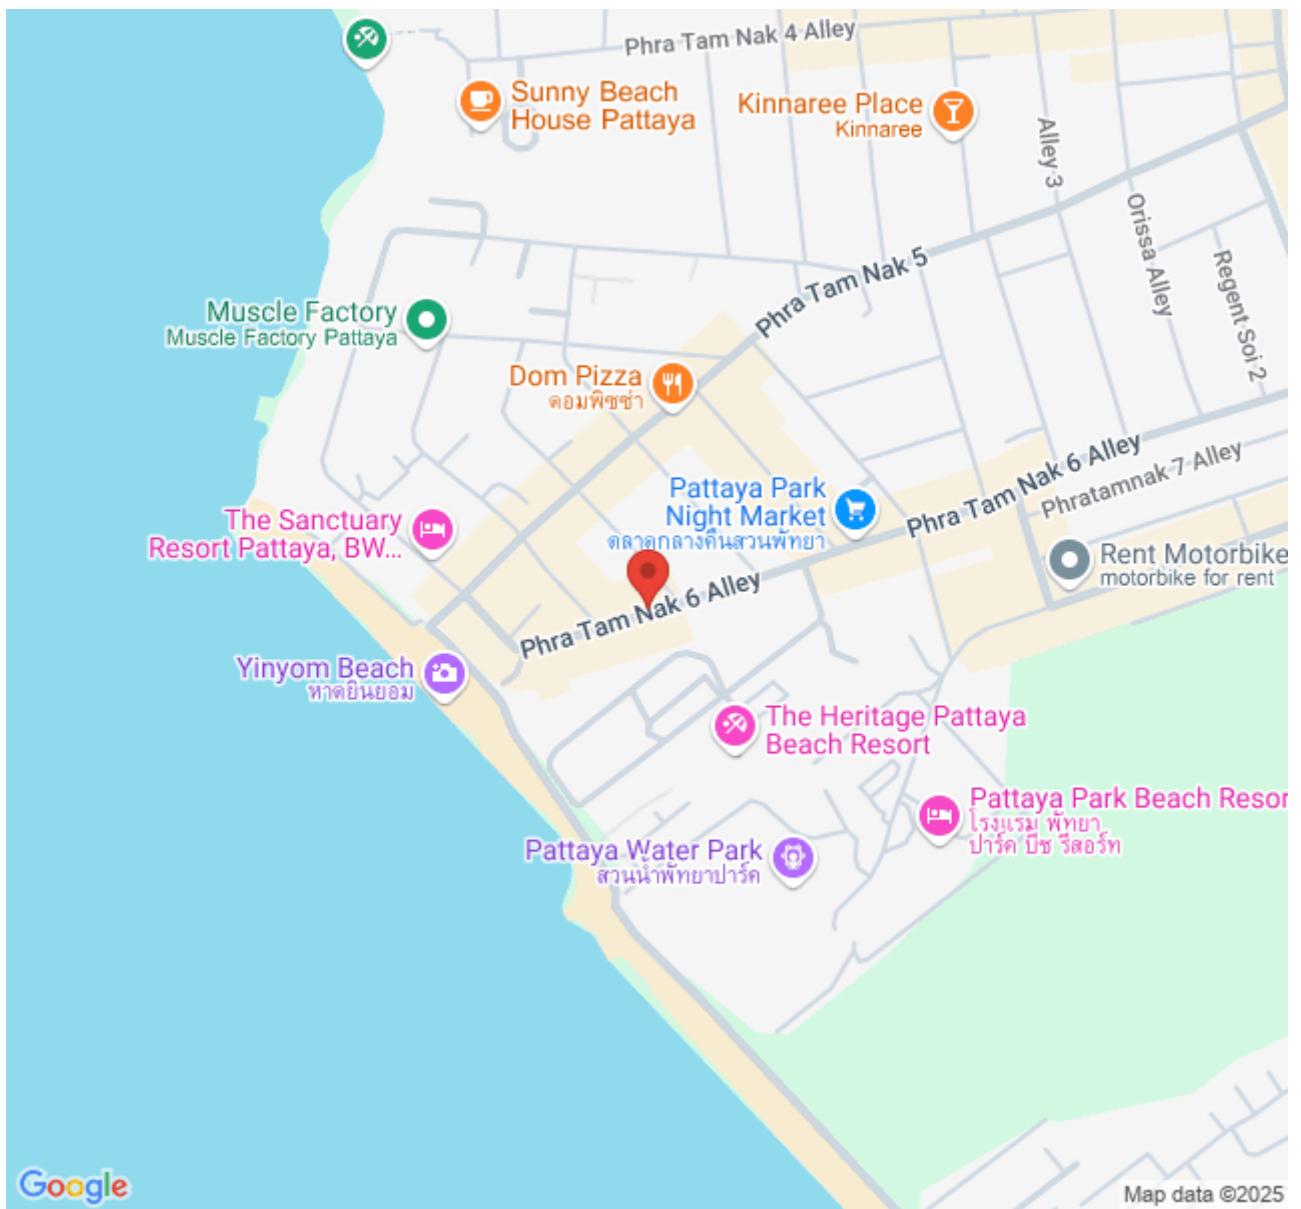 Phra Tam Nak 4 Alley
Sunny Beach
House Pattaya
Kinnaree Place
Kinnaree
Alley 3
Orissa Alley
Regent Soi 2
Phra Tam Nak 5
Muscle Factory
Muscle Factory Pattaya
Dom Pizza
ดอมพิซซ่า
Phra Tam Nak 6 Alley
Phratamnak 7 Alley
Pattaya Park
Night Market
ตลาดกลางคืนสวนพัทยา
The Sanctuary
Resort Pattaya, BW...
Rent Motorbike
motorbike for rent
Phra Tam Nak 6 Alley
Yinyom Beach
หาดยินยอม
The Heritage Pattaya
Beach Resort
Pattaya Park Beach Resor
โรงแรม พัทยา
ปาร์ค บีช รีสอร์ท
Pattaya Water Park
สวนน้ำพัทยาปาร์ค
Google
Map data ©2025